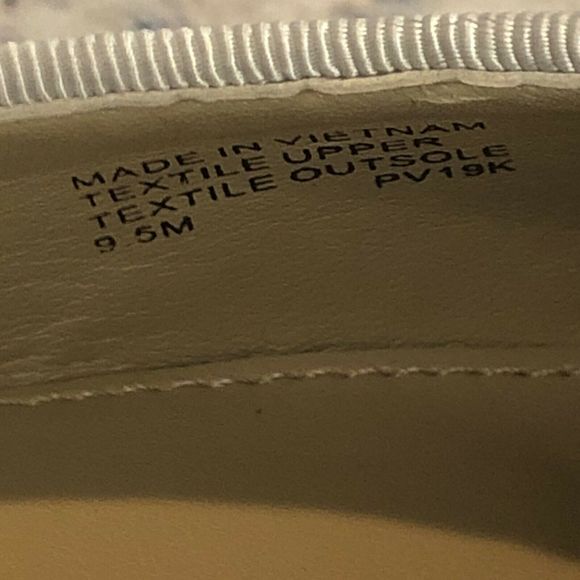 MADE IN VIETNAM
TEXTILE UPPER
TEXTILE OUTSOLE
PV19K
9.5M